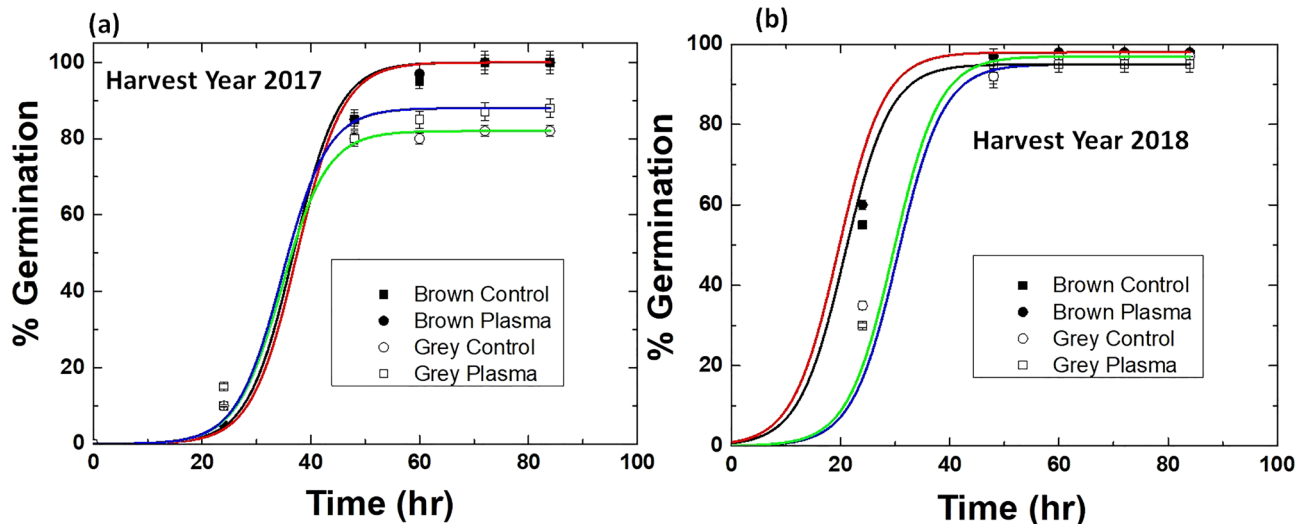 (a)
Harvest Year 2017
% Germination
100
80
60
40
20
0
Brown Control
Brown Plasma
Grey Control
Grey Plasma
0 20 40 60 80 100
Time (hr)
(b)
Harvest Year 2018
% Germination
100
80
60
40
20
0
Brown Control
Brown Plasma
Grey Control
Grey Plasma
0 20 40 60 80 100
Time (hr)